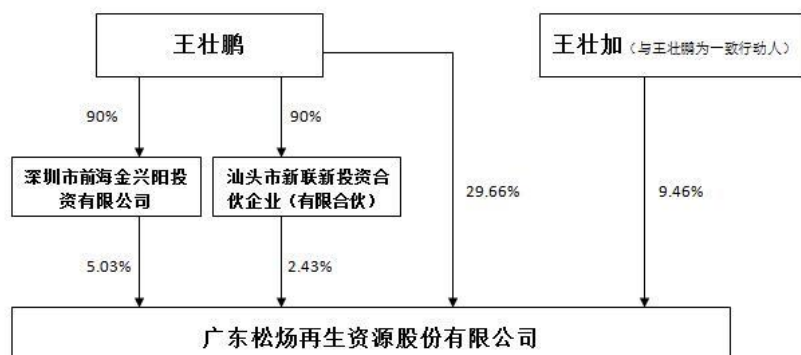 王壮鹏
王壮加（与王壮鹏为一致行动人）
90%
90%
深圳市前海金兴阳投
资有限公司
汕头市新联新投资合
伙企业（有限合伙）
29.66%
9.46%
5.03%
2.43%
广东松炀再生资源股份有限公司